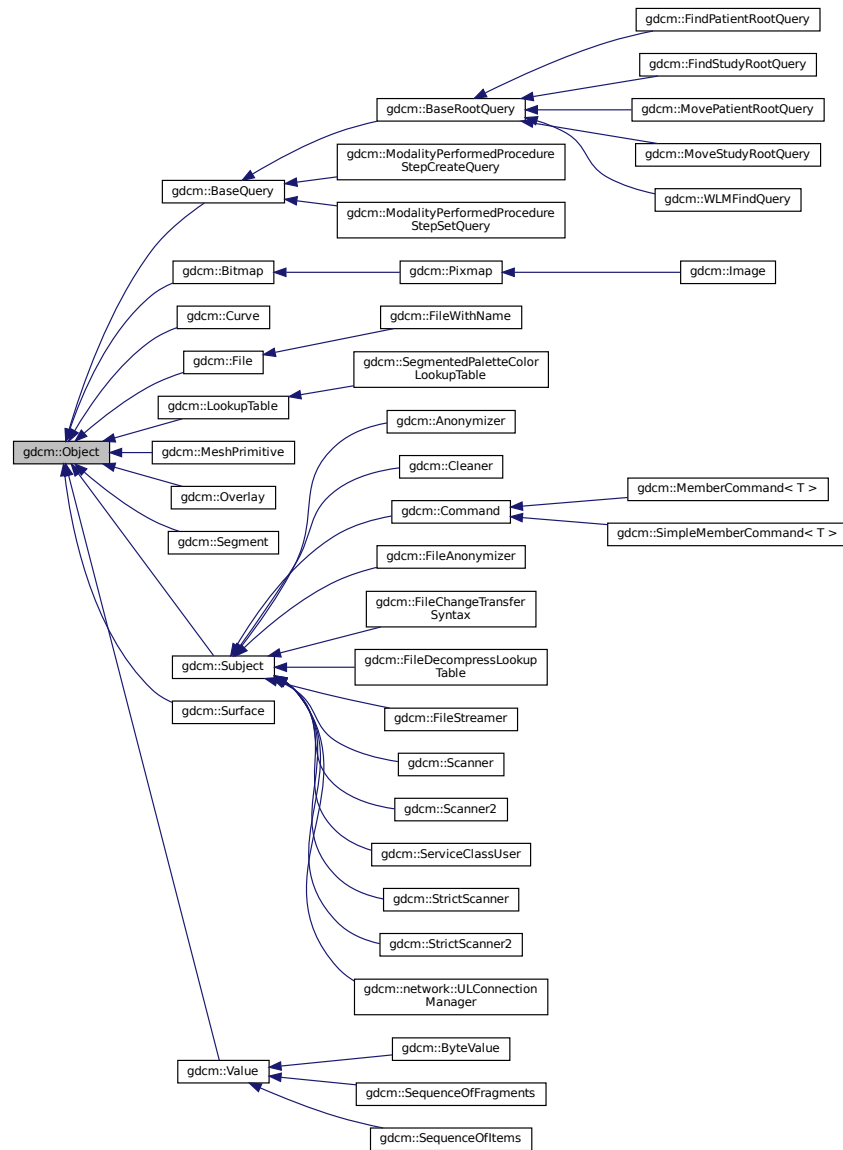 gdcm::FindPatientRootQuery
gdcm::FindStudyRootQuery
gdcm::BaseRootQuery
gdcm::MovePatientRootQuery
gdcm::MoveStudyRootQuery
gdcm::ModalityPerformedProcedure
StepCreateQuery
gdcm::BaseQuery
gdcm::WLMFindQuery
gdcm::ModalityPerformedProcedure
StepSetQuery
gdcm::Bitmap
gdcm::Pixmap
gdcm::Image
gdcm::Curve
gdcm::FileWithName
gdcm::File
gdcm::SegmentedPaletteColor
LookupTable
gdcm::LookupTable
gdcm::Anonymizer
gdcm::Object
gdcm::MeshPrimitive
gdcm::Cleaner
gdcm::Overlay
gdcm::MemberCommand< T >
gdcm::Command
gdcm::SimpleMemberCommand< T >
gdcm::Segment
gdcm::FileAnonymizer
gdcm::FileChangeTransfer
Syntax
gdcm::Subject
gdcm::FileDecompressLookup
Table
gdcm::Surface
gdcm::FileStreamer
gdcm::Scanner
gdcm::Scanner2
gdcm::ServiceClassUser
gdcm::StrictScanner
gdcm::StrictScanner2
gdcm::network::ULConnection
Manager
gdcm::ByteValue
gdcm::Value
gdcm::SequenceOfFragments
gdcm::SequenceOfItems